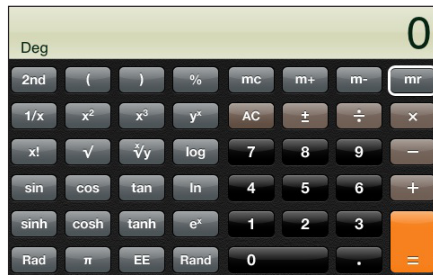 0
Deg
2nd ( ) % mc m+ m- mr
1/x x² x³ yˣ AC ± ÷ ×
x! √ ˣ√y log 7 8 9 −
sin cos tan ln 4 5 6 +
sinh cosh tanh eˣ 1 2 3
Rad π EE Rand 0 . =